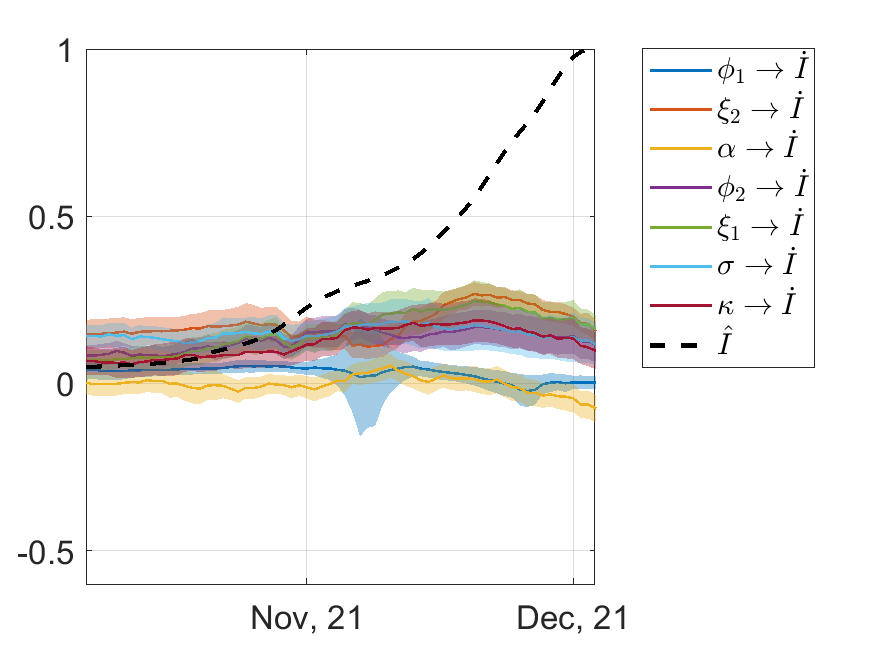 1
0.5
0
-0.5
Nov, 21
Dec, 21
ϕ₁ → İ
ξ₂ → İ
α → İ
ϕ₂ → İ
ξ₁ → İ
σ → İ
κ → İ
Î